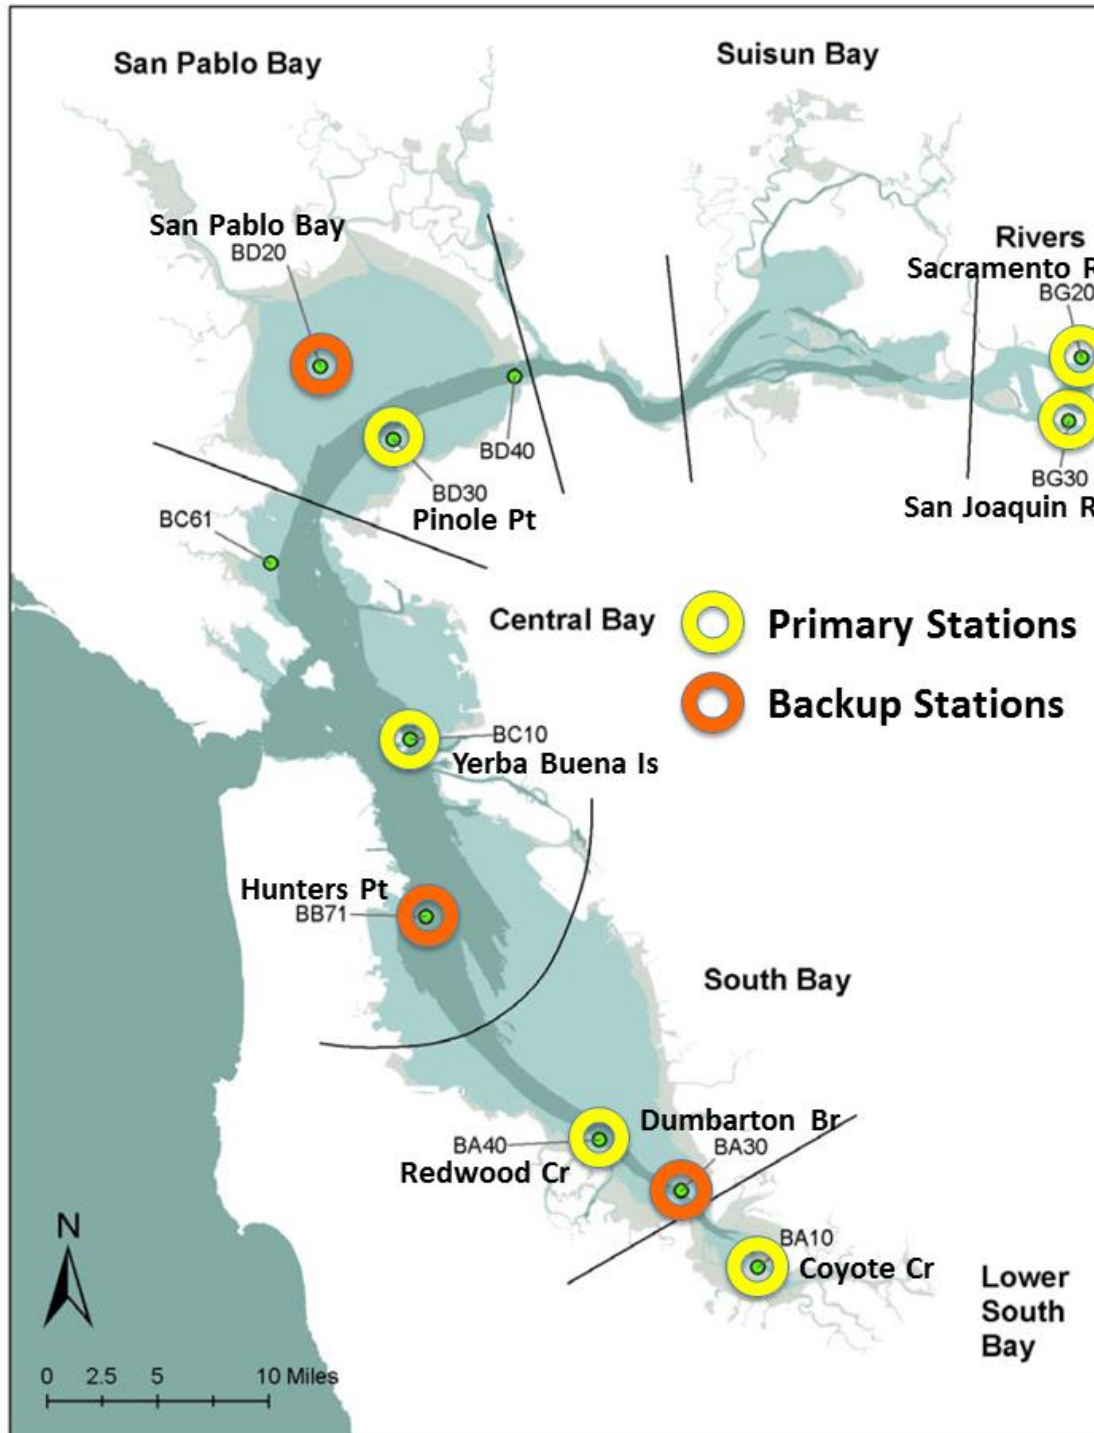 San Pablo Bay
Suisun Bay
San Pablo Bay
BD20
Rivers
Sacramento R
BG20
BD40
BD30
Pinole Pt
BG30
San Joaquin R
BC61
Central Bay
Primary Stations
Backup Stations
BC10
Yerba Buena Is
Hunters Pt
BB71
South Bay
Dumbarton Br
BA30
BA40
Redwood Cr
BA10
Coyote Cr
Lower
South
Bay
N
0 2.5 5 10 Miles